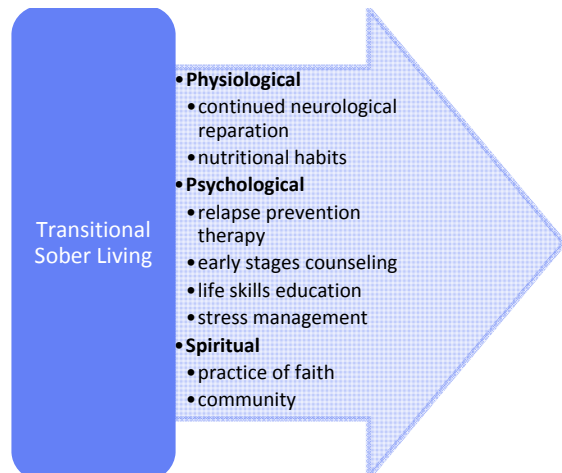 Transitional
Sober Living
•Physiological
•continued neurological
reparation
•nutritional habits
•Psychological
•relapse prevention
therapy
•early stages counseling
•life skills education
•stress management
•Spiritual
•practice of faith
•community